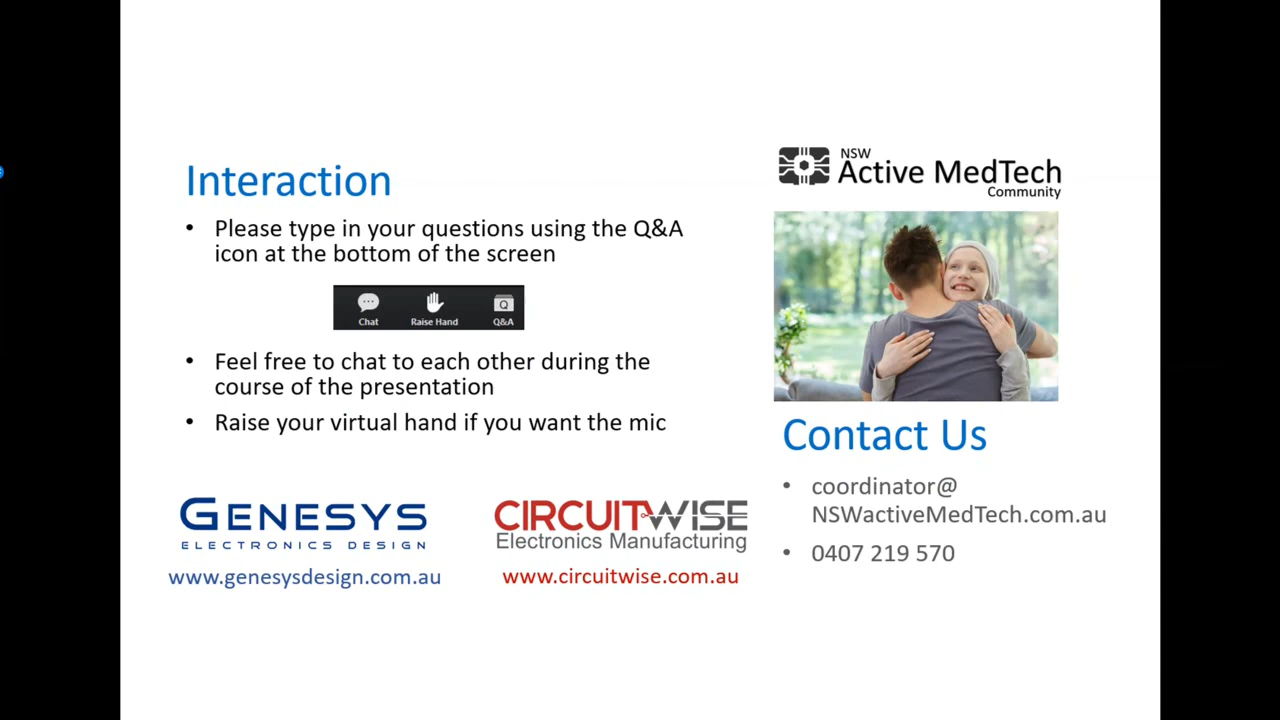 Interaction
• Please type in your questions using the Q&A
icon at the bottom of the screen
Chat Raise Hand Q&A
• Feel free to chat to each other during the
course of the presentation
• Raise your virtual hand if you want the mic
GENESYS
ELECTRONICS DESIGN
www.genesysdesign.com.au
CIRCUITWISE
Electronics Manufacturing
www.circuitwise.com.au
NSW
Active MedTech
Community
Contact Us
• coordinator@
NSWactiveMedTech.com.au
• 0407 219 570